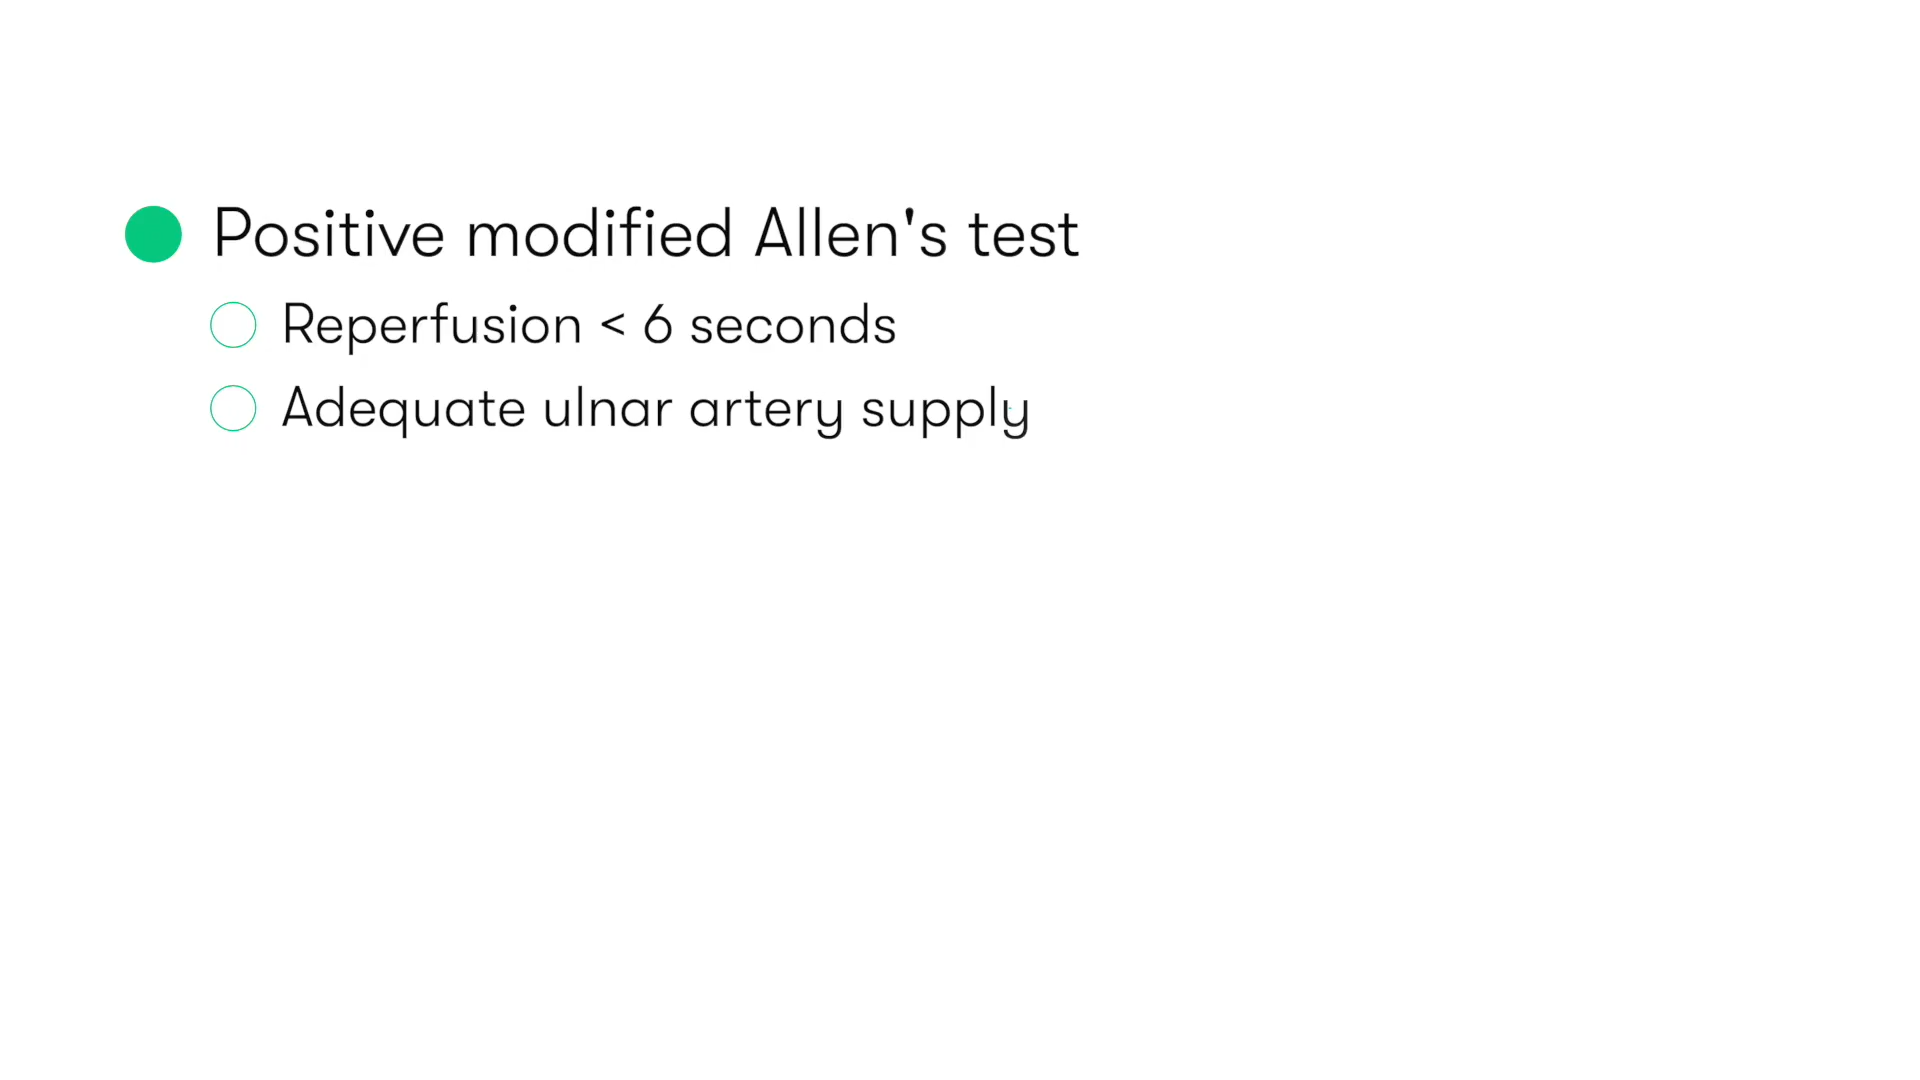 Positive modified Allen's test
Reperfusion < 6 seconds
Adequate ulnar artery supply